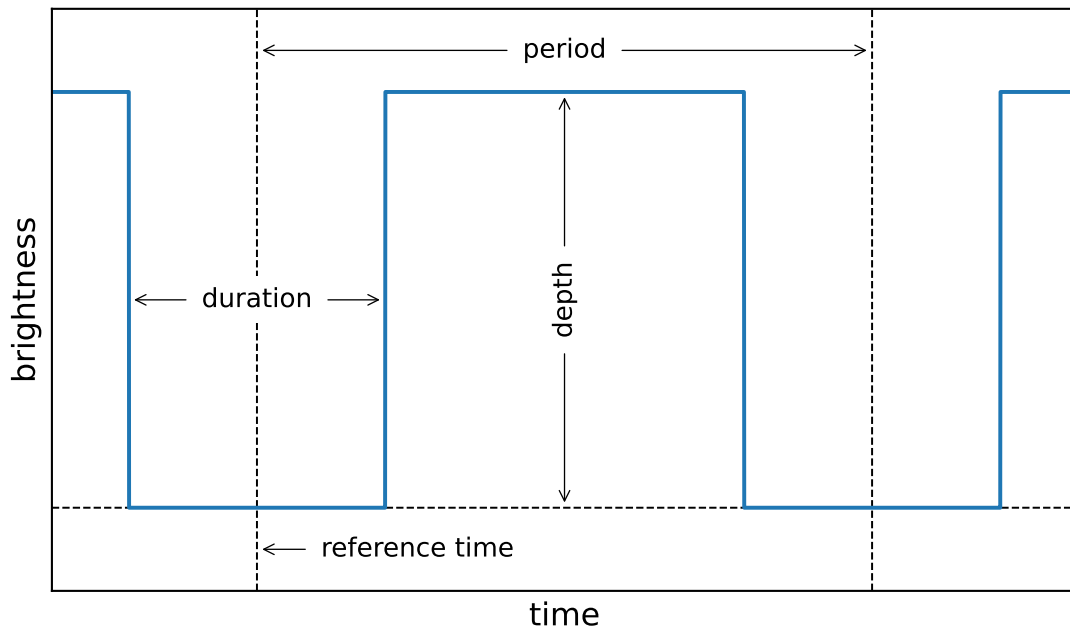 period
brightness
duration
depth
reference time
time